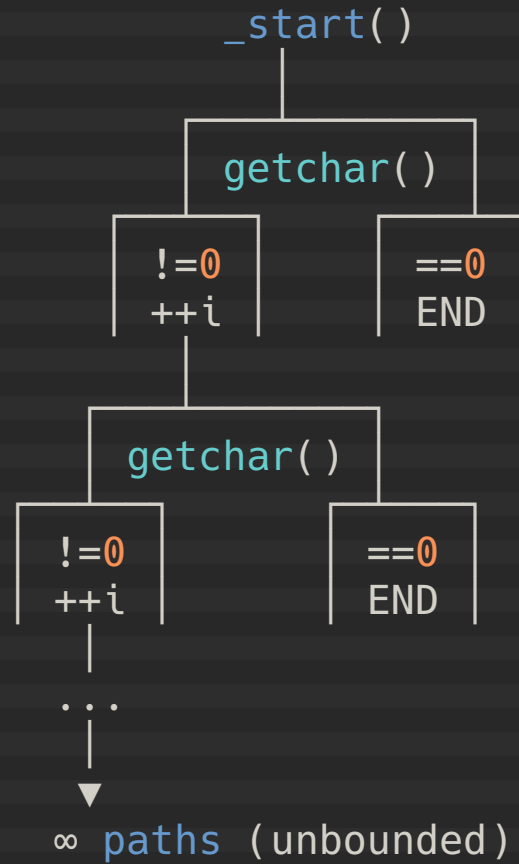 _start()
getchar()
!=0 ==0
++i END
getchar()
!=0 ==0
++i END
...
∞ paths (unbounded)